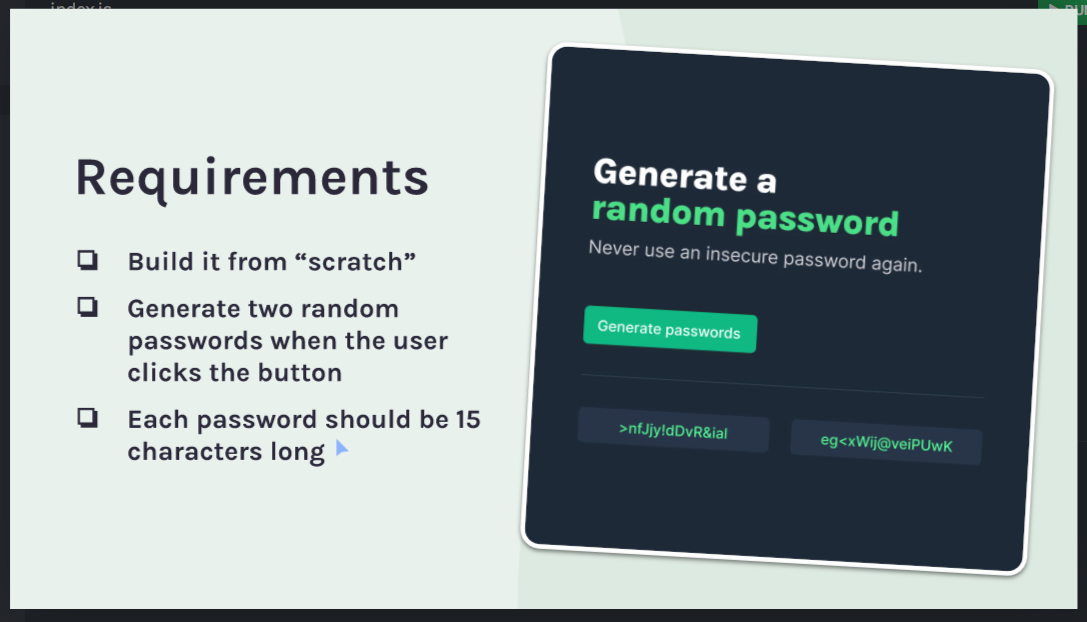 index.js
RUN
Requirements
Build it from “scratch”
Generate two random
passwords when the user
clicks the button
Each password should be 15
characters long
Generate a
random password
Never use an insecure password again.
Generate passwords
>nfJjy!dDvR&ial
eg<xWij@veiPUwK